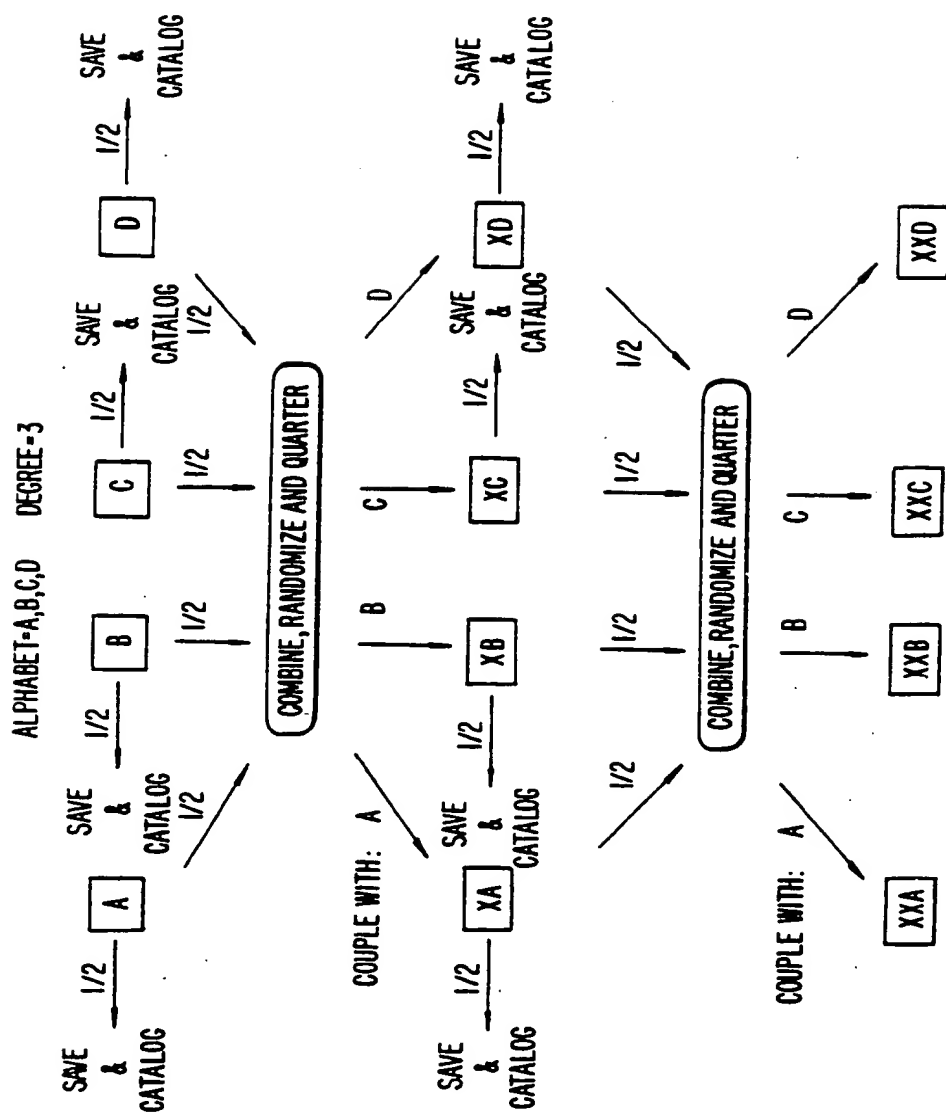 ALPHABET=A,B,C,D DEGREE=3
SAVE
&
CATALOG
1/2
A
1/2
SAVE
&
CATALOG
1/2
B
1/2
C
1/2
1/2
SAVE
&
CATALOG
1/2
D
1/2
SAVE
&
CATALOG
COMBINE, RANDOMIZE AND QUARTER
COUPLE WITH: A
B
C
D
SAVE
&
CATALOG
1/2
XA
SAVE
&
CATALOG
1/2
XB
XC
1/2
SAVE
&
CATALOG
XD
1/2
SAVE
&
CATALOG
1/2
1/2
1/2
1/2
COMBINE, RANDOMIZE AND QUARTER
COUPLE WITH: A
B
C
D
XXA
XXB
XXC
XXD